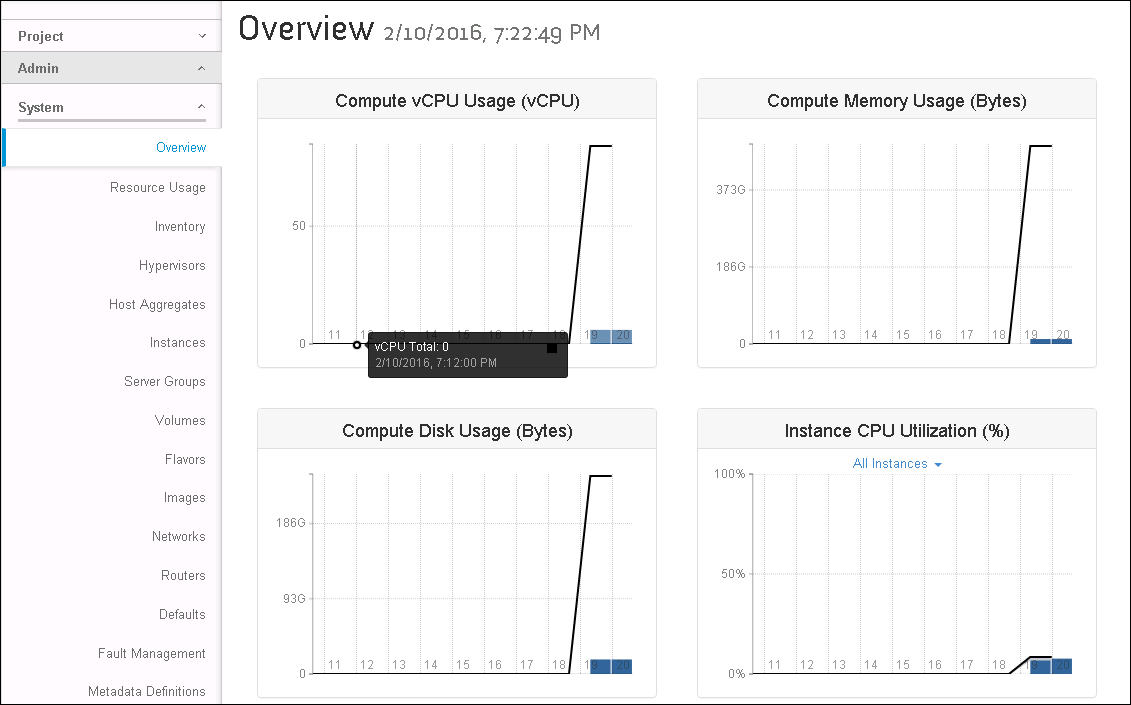 Project
Admin
System
Overview
Resource Usage
Inventory
Hypervisors
Host Aggregates
Instances
Server Groups
Volumes
Flavors
Images
Networks
Routers
Defaults
Fault Management
Metadata Definitions
Overview 2/10/2016, 7:22:49 PM
Compute vCPU Usage (vCPU)
50
0
11 12 13 14 15 16 17 18 19 20
vCPU Total: 0
2/10/2016, 7:12:00 PM
Compute Memory Usage (Bytes)
373G
186G
0
11 12 13 14 15 16 17 18 19 20
Compute Disk Usage (Bytes)
186G
93G
0
11 12 13 14 15 16 17 18 19 20
Instance CPU Utilization (%)
All Instances
100%
50%
0%
11 12 13 14 15 16 17 18 19 20